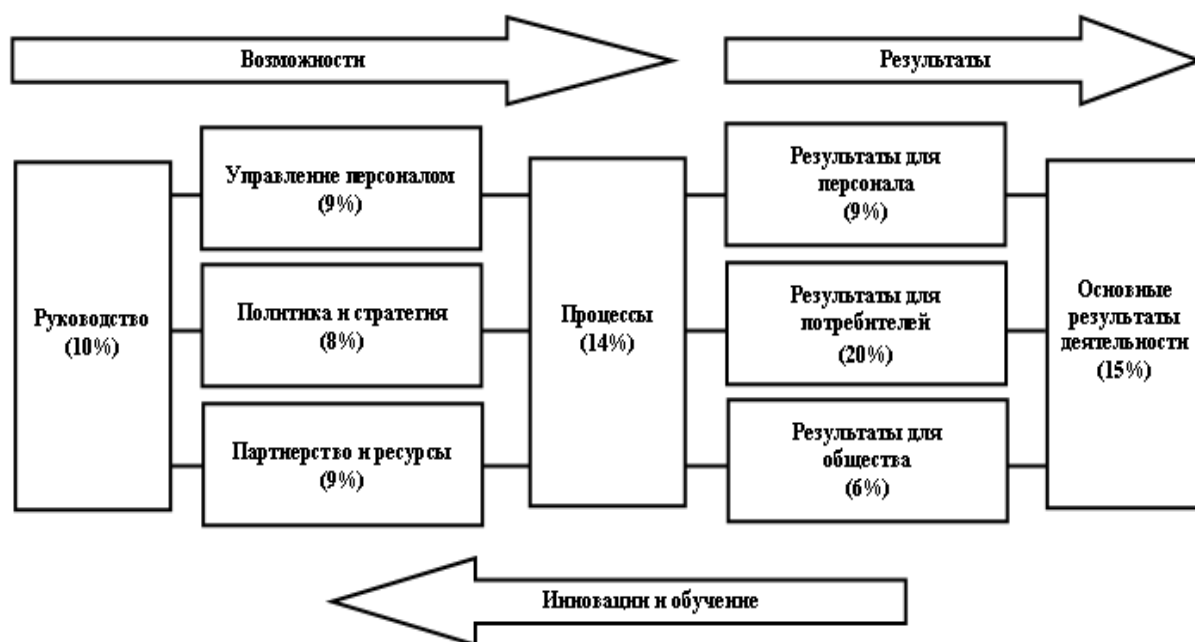 Возможности
Результаты
Руководство
(10%)
Управление персоналом
(9%)
Политика и стратегия
(8%)
Партнерство и ресурсы
(9%)
Процессы
(14%)
Результаты для
персонала
(9%)
Результаты для
потребителей
(20%)
Результаты для
общества
(6%)
Основные
результаты
деятельности
(15%)
Инновации и обучение